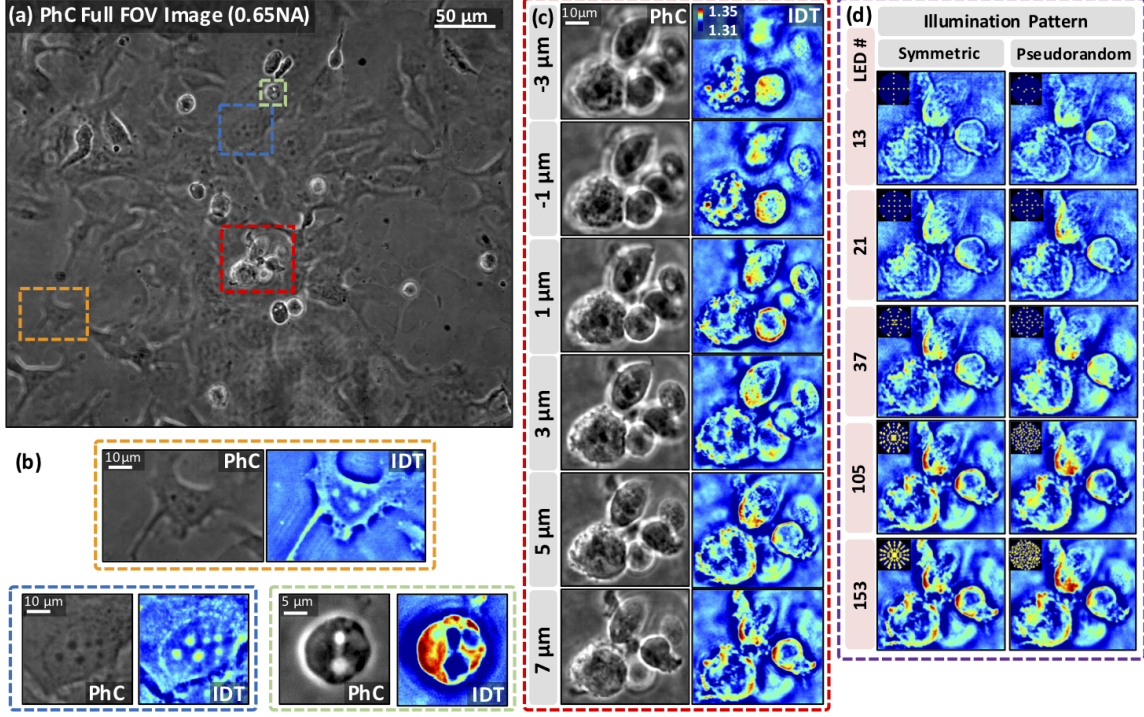 (a) PhC Full FOV Image (0.65NA)
50 μm
(b)
10μm
PhC
IDT
10 μm
PhC
IDT
5 μm
PhC
IDT
(c)
10μm
PhC
IDT
1.35
1.31
-3 μm
-1 μm
1 μm
3 μm
5 μm
7 μm
(d)
Illumination Pattern
LED #
Symmetric
Pseudorandom
13
21
37
105
153